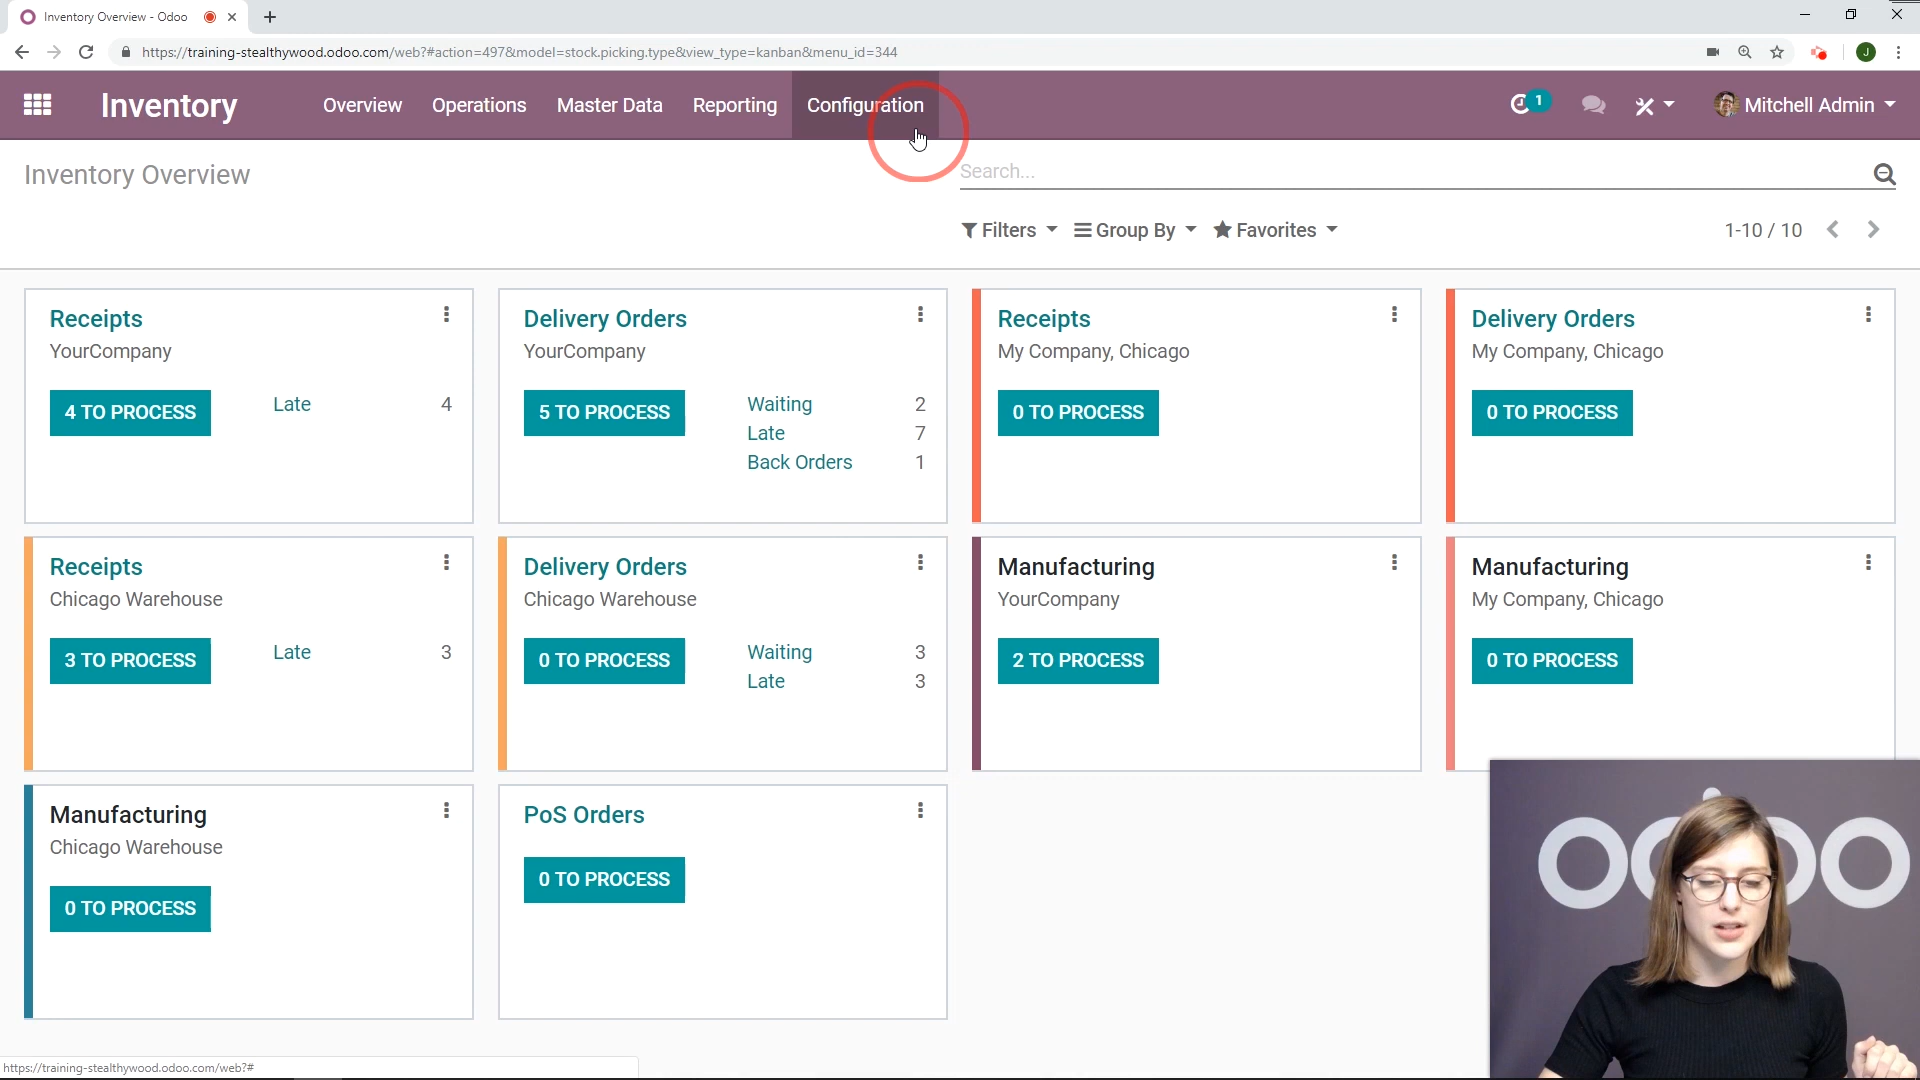 Inventory Overview - Odoo
https://training-stealthywood.odoo.com/web?#action=497&model=stock.picking.type&view_type=kanban&menu_id=344
J
Inventory
Overview
Operations
Master Data
Reporting
Configuration
1
Mitchell Admin
Inventory Overview
Search...
Filters
Group By
Favorites
1-10 / 10
Receipts
YourCompany
4 TO PROCESS
Late 4
Delivery Orders
YourCompany
5 TO PROCESS
Waiting 2
Late 7
Back Orders 1
Receipts
My Company, Chicago
0 TO PROCESS
Delivery Orders
My Company, Chicago
0 TO PROCESS
Receipts
Chicago Warehouse
3 TO PROCESS
Late 3
Delivery Orders
Chicago Warehouse
0 TO PROCESS
Waiting 3
Late 3
Manufacturing
YourCompany
2 TO PROCESS
Manufacturing
My Company, Chicago
0 TO PROCESS
Manufacturing
Chicago Warehouse
0 TO PROCESS
PoS Orders
0 TO PROCESS
odoo
https://training-stealthywood.odoo.com/web?#